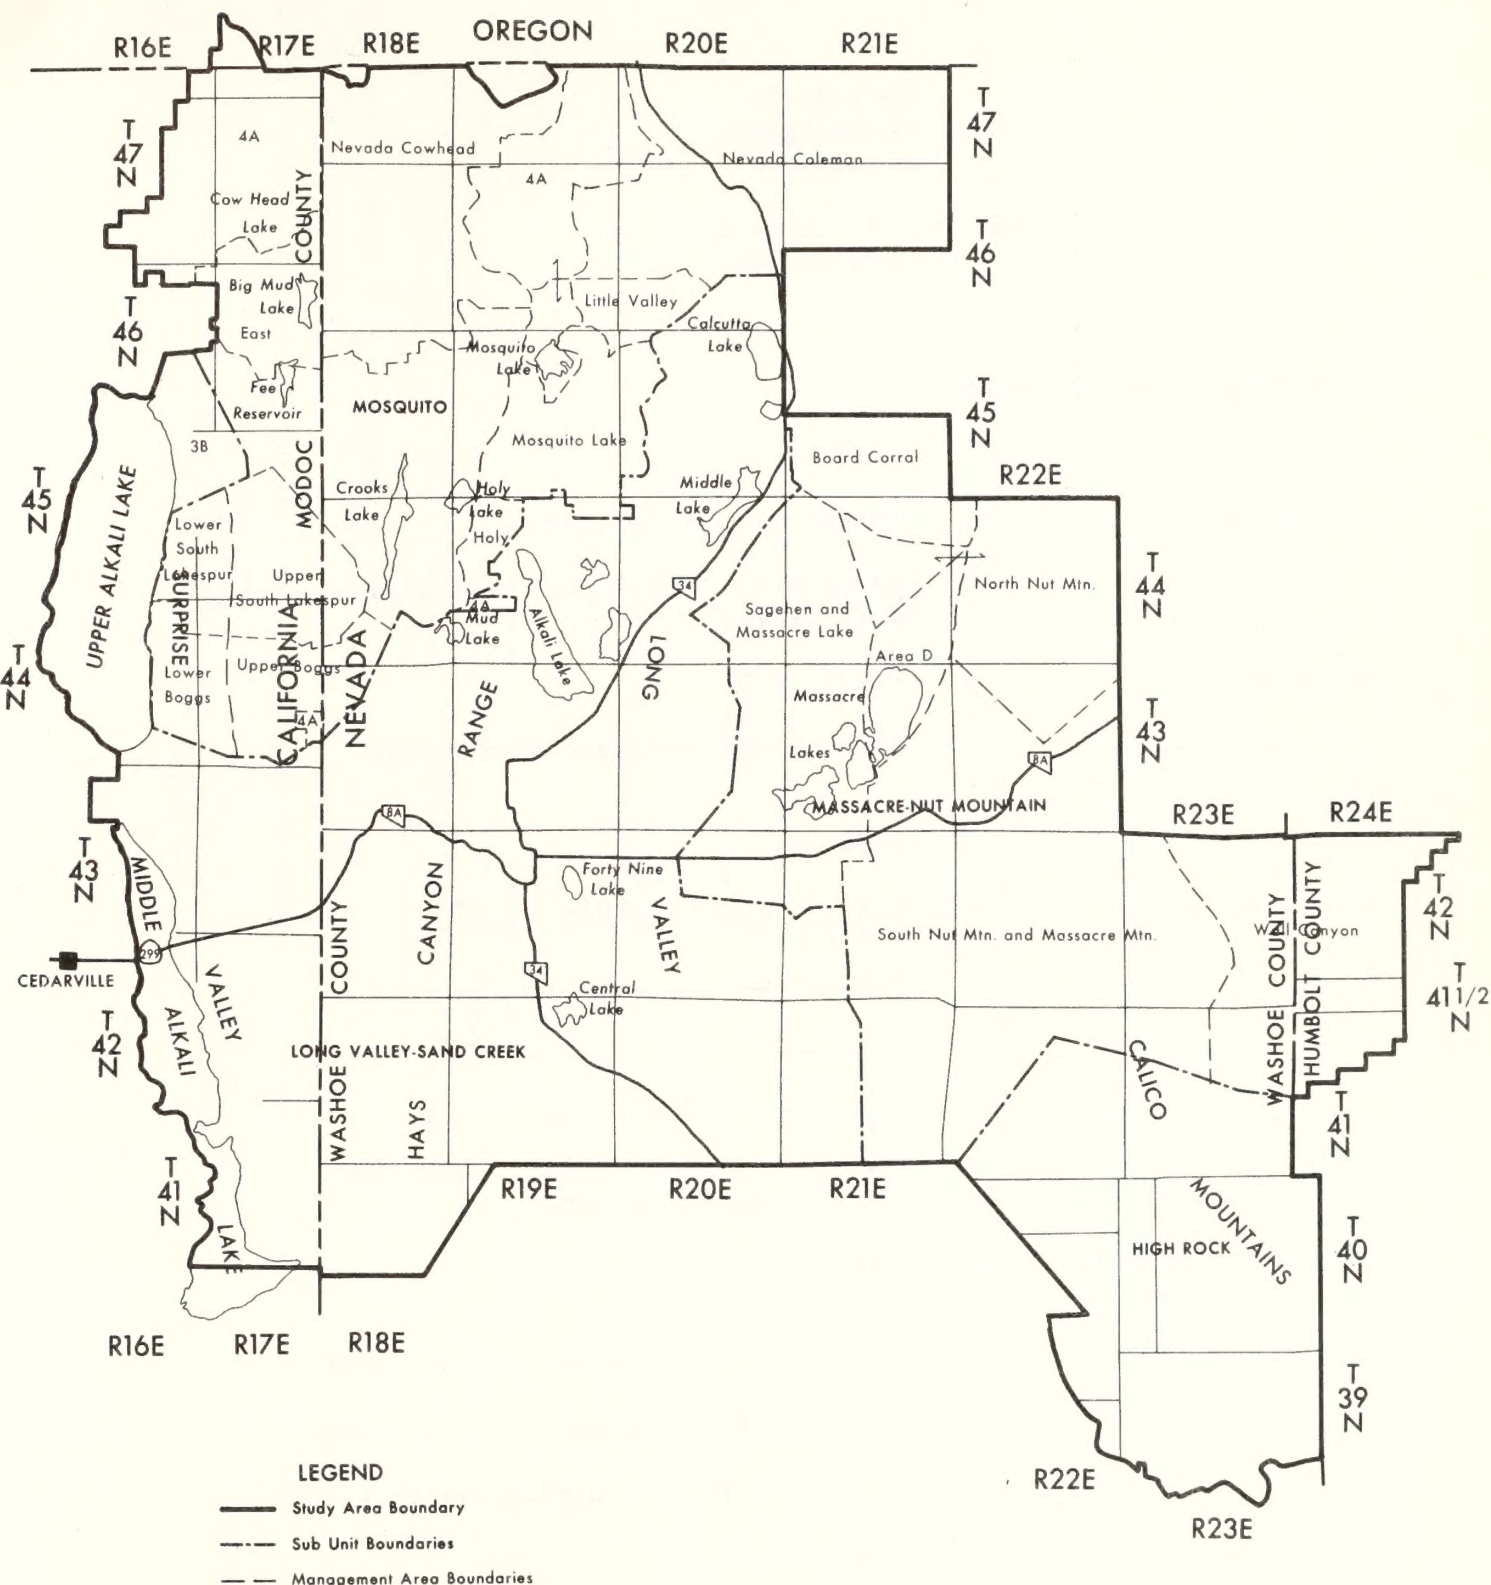 OREGON
R16E
R17E
R18E
R20E
R21E
T
47
N
T
47
N
4A
Nevada Cowhead
Nevada Coleman
4A
Cow Head
Lake
COUNTY
T
46
N
Big Mud
Lake
Little Valley
T
46
N
East
Calcutta
Lake
Mosquito
Lake
Fee
Reservoir
MOSQUITO
T
45
N
3B
Mosquito Lake
Board Corral
MODOC
R22E
T
45
N
UPPER ALKALI LAKE
Crooks
Lake
Holy
Lake
Middle
Lake
Lower
South
Lakespur
Holy
SURPRISE
Upper
South Lakespur
34
North Nut Mtn.
T
44
N
4A
Mud
Lake
Alkali Lake
Sagehen and
Massacre Lake
CALIFORNIA
NEVADA
LONG
Area D
T
44
N
Lower
Boggs
Upper Boggs
Massacre
4A
RANGE
T
43
N
Lakes
8A
MASSACRE-NUT MOUNTAIN
8A
R23E
R24E
T
43
N
MIDDLE
Forty Nine
Lake
CANYON
VALLEY
T
42
N
COUNTY
WASHOE COUNTY
HUMBOLT COUNTY
South Nut Mtn. and Massacre Mtn.
Wall Canyon
299
CEDARVILLE
VALLEY
34
Central
Lake
T
41 1/2
N
T
42
N
ALKALI
LONG VALLEY-SAND CREEK
CALICO
WASHOE
HAYS
T
41
N
T
41
N
R19E
R20E
R21E
LAKE
MOUNTAINS
HIGH ROCK
T
40
N
R16E
R17E
R18E
T
39
N
R22E
R23E
LEGEND
Study Area Boundary
Sub Unit Boundaries
Management Area Boundaries